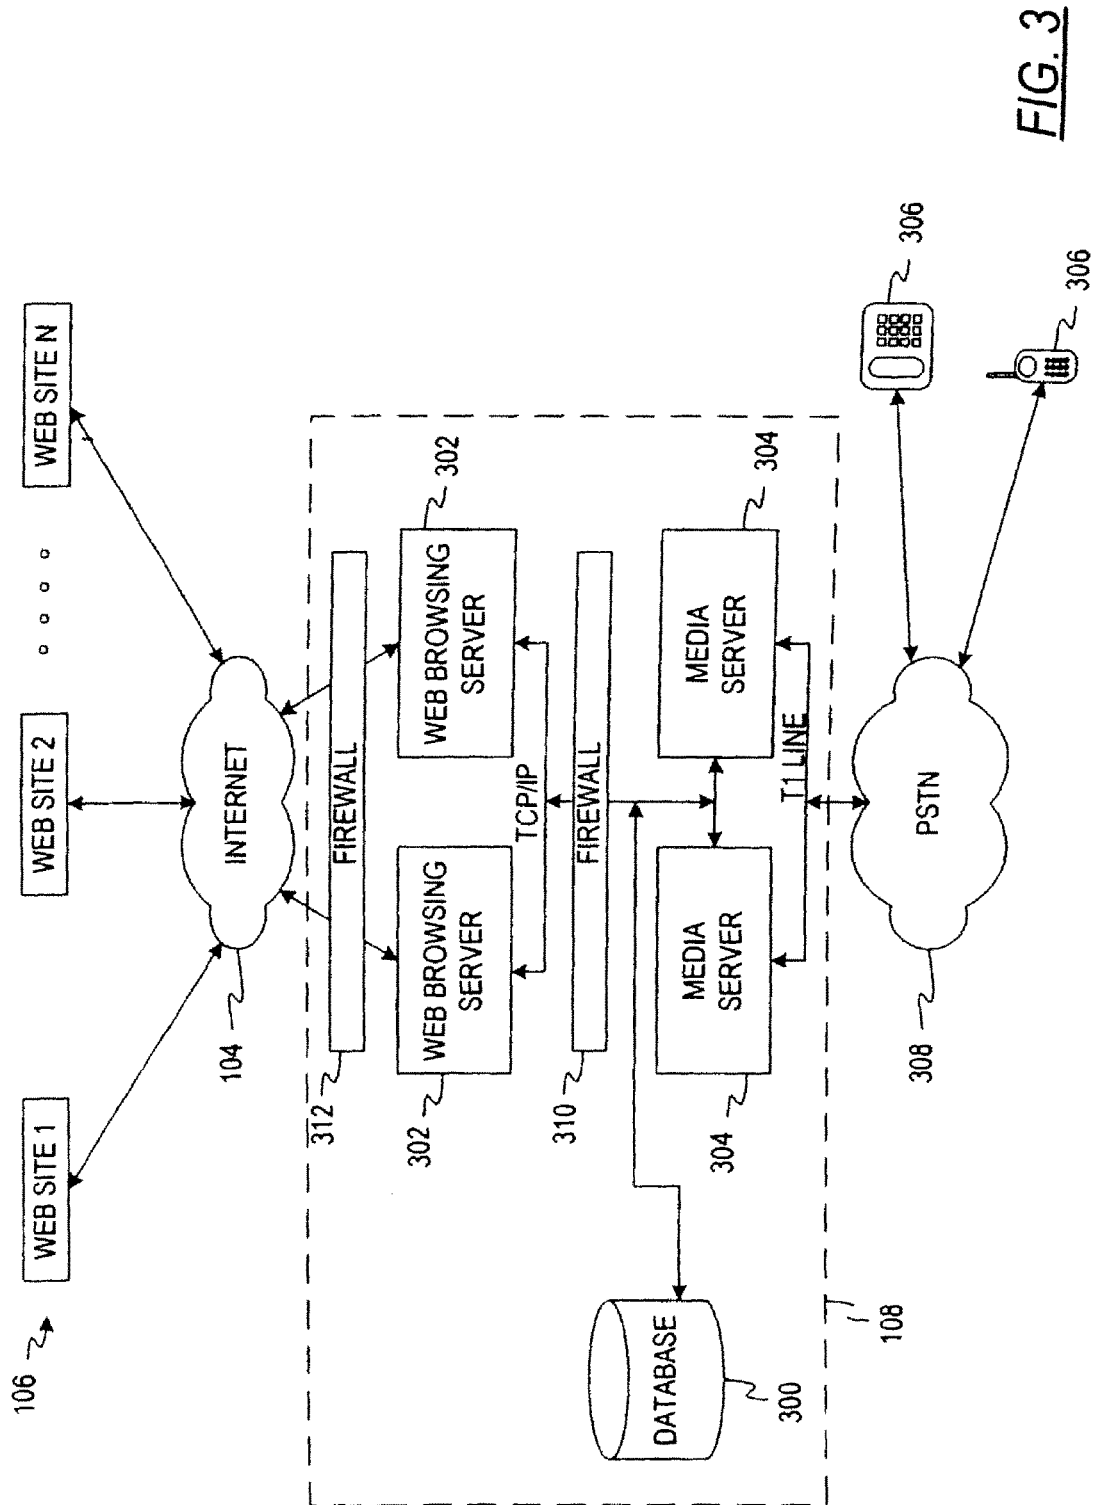 106
WEB SITE 1
WEB SITE 2
WEB SITE N
104
INTERNET
312
FIREWALL
302
WEB BROWSING
SERVER
WEB BROWSING
SERVER
302
TCP/IP
310
FIREWALL
304
MEDIA
SERVER
MEDIA
SERVER
304
T1 LINE
DATABASE
300
108
308
PSTN
306
306
FIG. 3